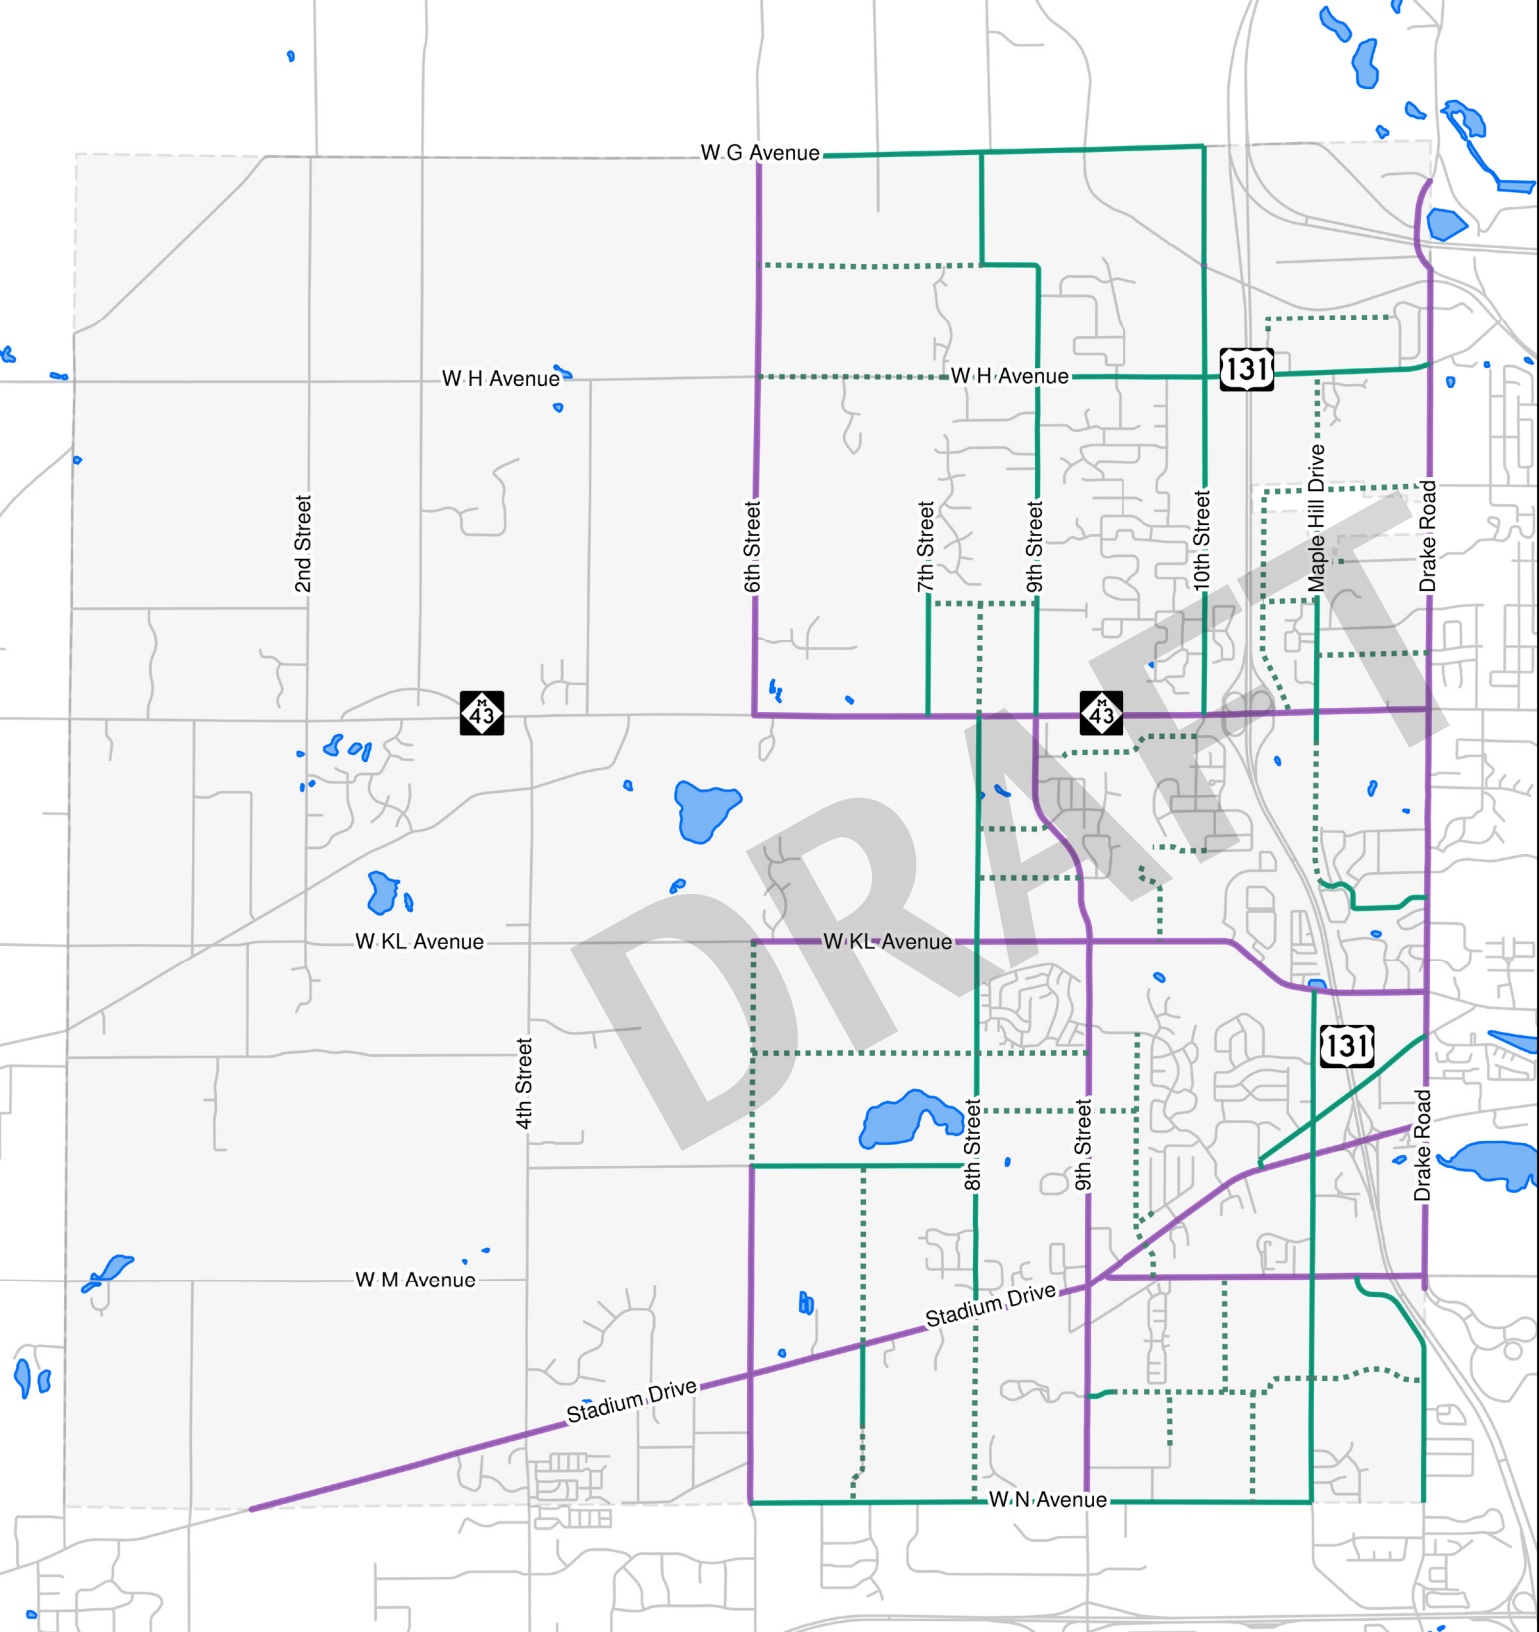 W G Avenue
W H Avenue
W H Avenue
131
2nd Street
6th Street
7th Street
9th Street
10th Street
Maple Hill Drive
Drake Road
M
43
M
43
DRAFT
W KL Avenue
W KL Avenue
131
4th Street
8th Street
9th Street
Drake Road
W M Avenue
Stadium Drive
Stadium Drive
W N Avenue